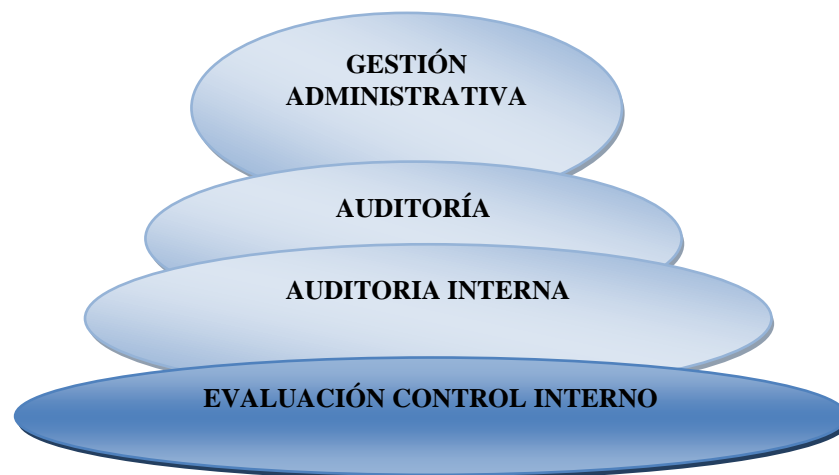 GESTIÓN
ADMINISTRATIVA
AUDITORÍA
AUDITORIA INTERNA
EVALUACIÓN CONTROL INTERNO